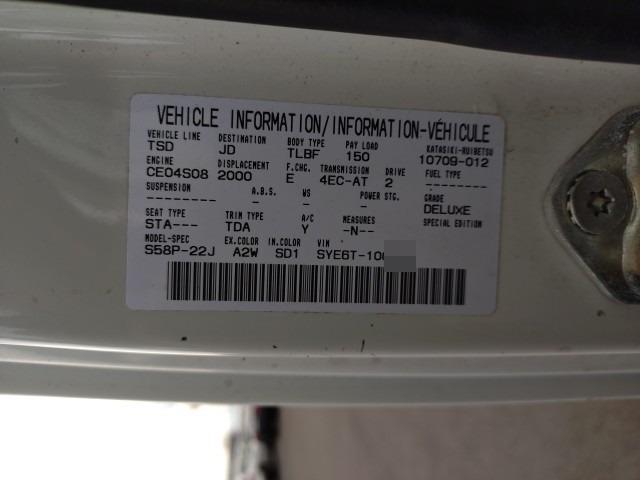 VEHICLE INFORMATION/INFORMATION-VÉHICULE
VEHICLE LINE DESTINATION BODY TYPE PAY LOAD KATASIKI-RUIBETSU
TSD JD TLBF 150 10709-012
ENGINE DISPLACEMENT F.CHG. TRANSMISSION DRIVE FUEL TYPE
CE04S08 2000 E 4EC-AT 2 --------
SUSPENSION A.B.S. WS POWER STG. GRADE
--------- - - - DELUXE
SEAT TYPE TRIM TYPE A/C MEASURES SPECIAL EDITION
STA--- TDA Y -N--
MODEL-SPEC EX.COLOR IN.COLOR VIN
S58P-22J A2W SD1 SYE6T-10